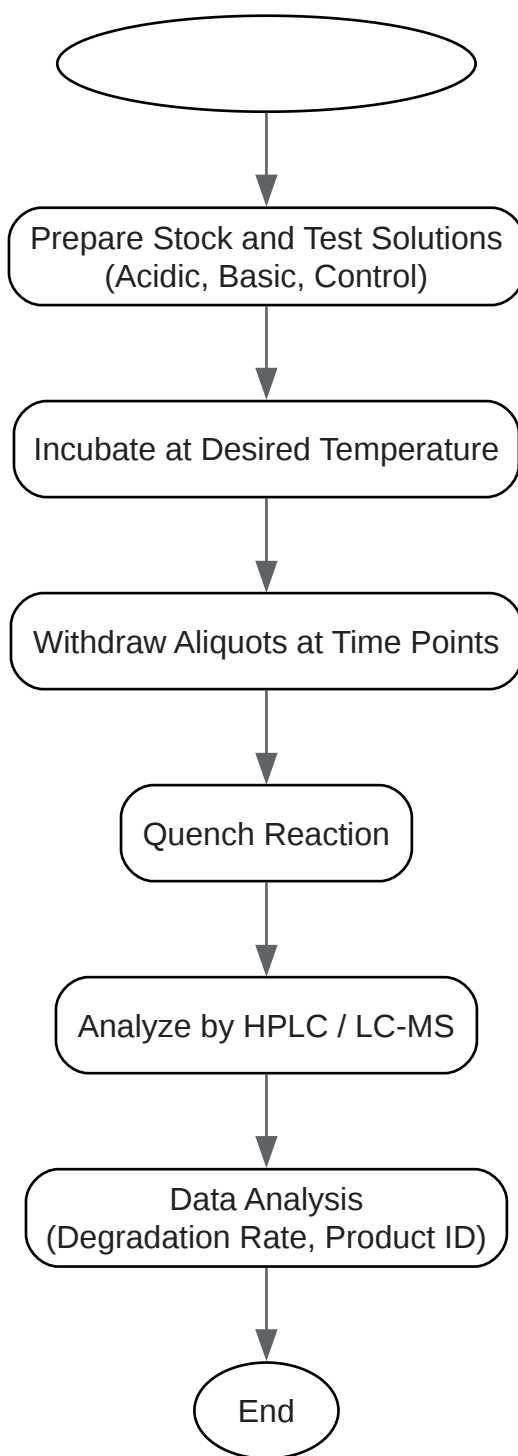 Prepare Stock and Test Solutions
(Acidic, Basic, Control)
Incubate at Desired Temperature
Withdraw Aliquots at Time Points
Quench Reaction
Analyze by HPLC / LC-MS
Data Analysis
(Degradation Rate, Product ID)
End